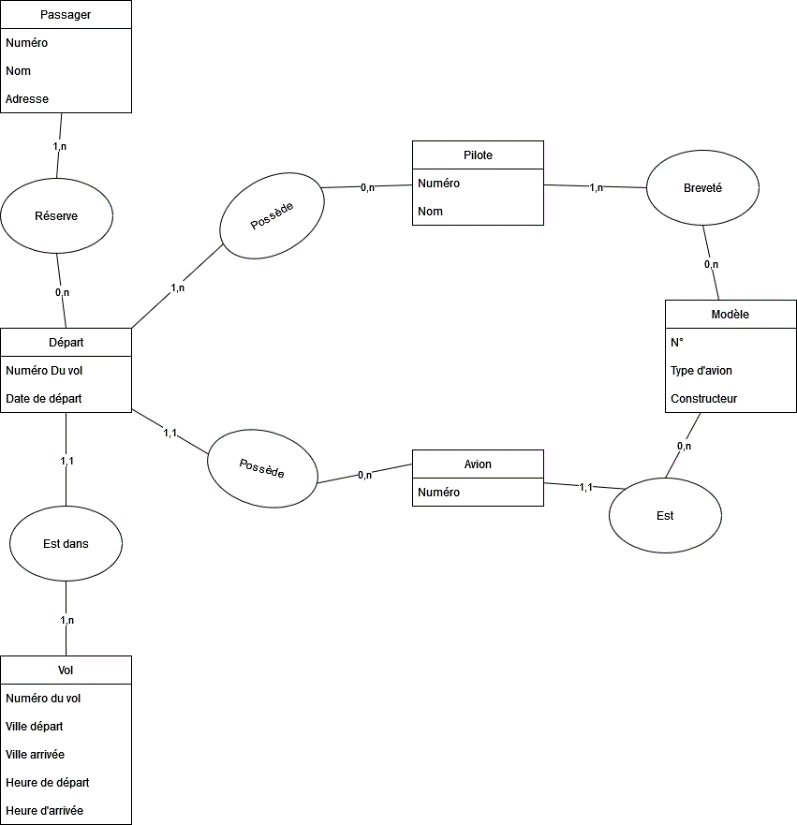 Passager
Numéro
Nom
Adresse
1,n
Réserve
0,n
Départ
Numéro Du vol
Date de départ
1,n
Possède
0,n
Pilote
Numéro
Nom
1,n
Breveté
0,n
Modèle
N°
Type d'avion
Constructeur
0,n
Est
1,1
Avion
Numéro
0,n
Possède
1,1
1,1
Est dans
1,n
Vol
Numéro du vol
Ville départ
Ville arrivée
Heure de départ
Heure d'arrivée